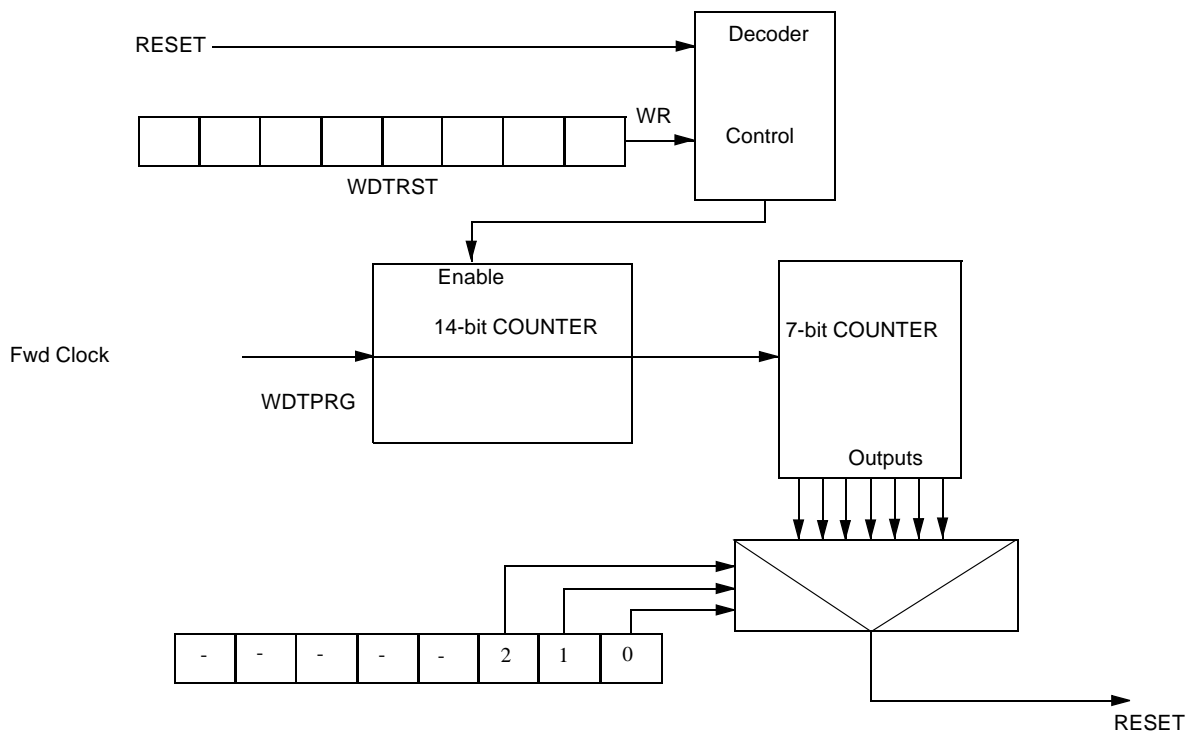 Decoder
RESET
WR
Control
WDTRST
Enable
14-bit COUNTER
7-bit COUNTER
Fwd Clock
WDTPRG
Outputs
- - - - - 2 1 0
RESET